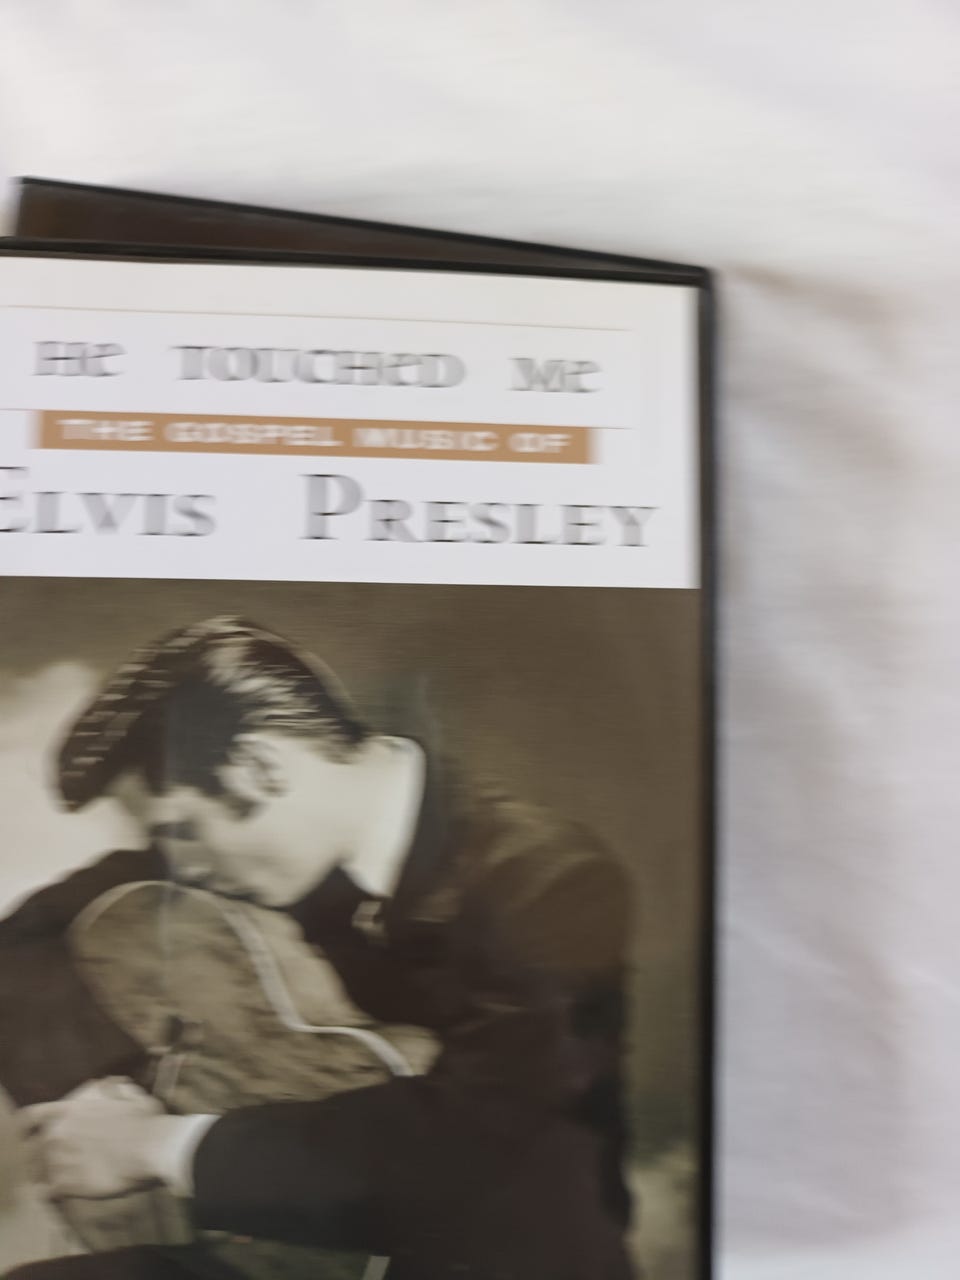 He TOUCHeD Me
THE GOSPEL MUSIC OF
ELVIS PRESLEY